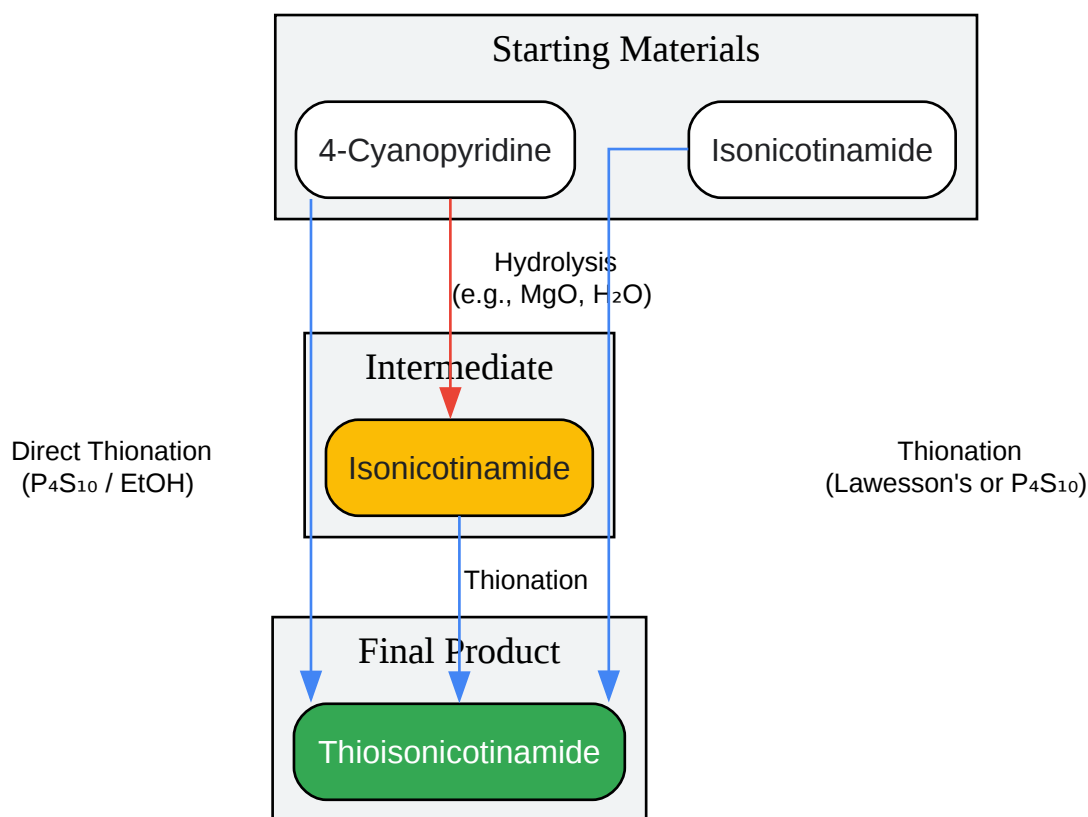 Starting Materials
4-Cyanopyridine
Isonicotinamide
Hydrolysis
(e.g., MgO, H₂O)
Intermediate
Isonicotinamide
Direct Thionation
(P₄S₁₀ / EtOH)
Thionation
(Lawesson's or P₄S₁₀)
Thionation
Final Product
Thioisonicotinamide